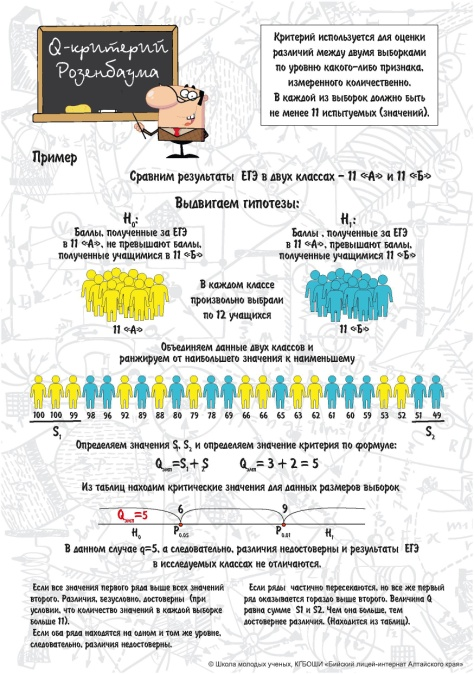 Q-критерий
Розенбаума
Критерий используется для оценки
различий между двумя выборками
по уровню какого-либо признака,
измеренного количественно.
В каждой из выборок должно быть
не менее 11 испытуемых (значений).
Пример
Сравним результаты ЕГЭ в двух классах – 11 «А» и 11 «Б»
Выдвигаем гипотезы:
H₀:
Баллы, полученные за ЕГЭ
в 11 «А», не превышают баллы,
полученные учащимися в 11 «Б»
H₁:
Баллы , полученные за ЕГЭ
в 11 «А», превышают баллы,
полученные учащимися 11 «Б»
В каждом классе
произвольно выбрали
по 12 учащихся
11 «А»
11 «Б»
Объединяем данные двух классов и
ранжируем от наибольшего значения к наименьшему
100 100 99 98 96 92 89 88 80 79 78 77 66 66 65 63 62 61 60 59 53 52 51 49
S₁
S₂
Определяем значения S₁ S₂ и определяем значение критерия по формуле:
Qэмп=S₁+ S₂ Qэмп= 3 + 2 = 5
Из таблиц находим критические значения для данных размеров выборок
Qэмп=5 6 9
H₀ P0.05 P0.01 H₁
В данном случае q=5, а следовательно, различия недостоверны и результаты ЕГЭ
в исследуемых классах не отличаются.
Если все значения первого ряда выше всех значений
второго. Различия, безусловно, достоверны (при
условии, что количество значений в каждой выборке
больше 11).
Если оба ряда находятся на одном и том же уровне,
следовательно, различия недостоверны.
Если ряды частично пересекаются, но все же первый
ряд оказывается гораздо выше второго. Величина Q
равна сумме S1 и S2. Чем она больше, тем
достовернее различия. (Находится из таблиц).
© Школа молодых ученых, КГБОШИ «Бийский лицей-интернат Алтайского края»